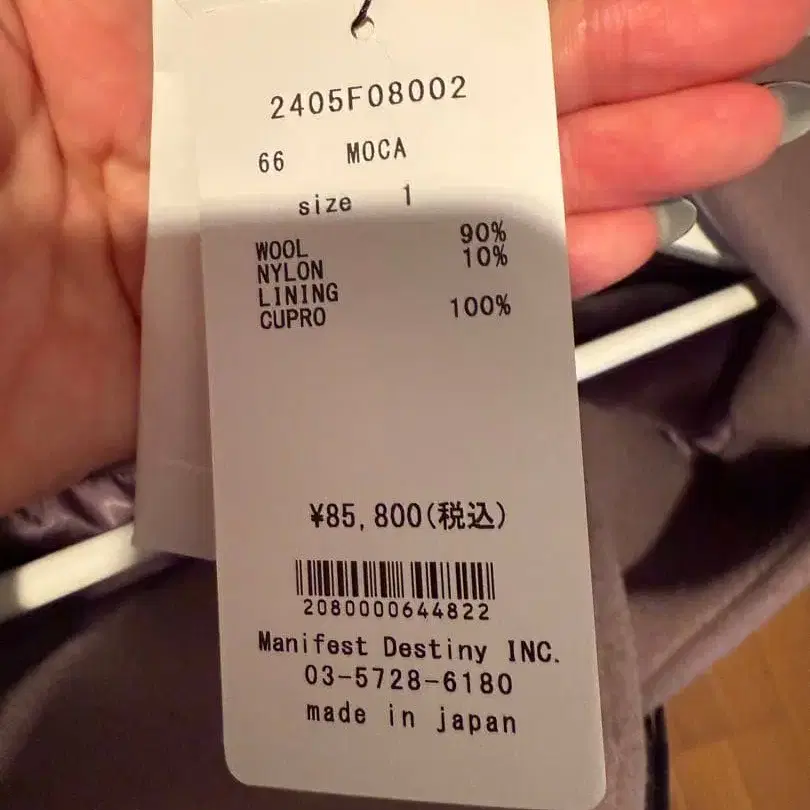 2405F08002
66 MOCA
size 1
WOOL 90%
NYLON 10%
LINING
CUPRO 100%
¥85,800(税込)
2080000644822
Manifest Destiny INC.
03-5728-6180
made in japan